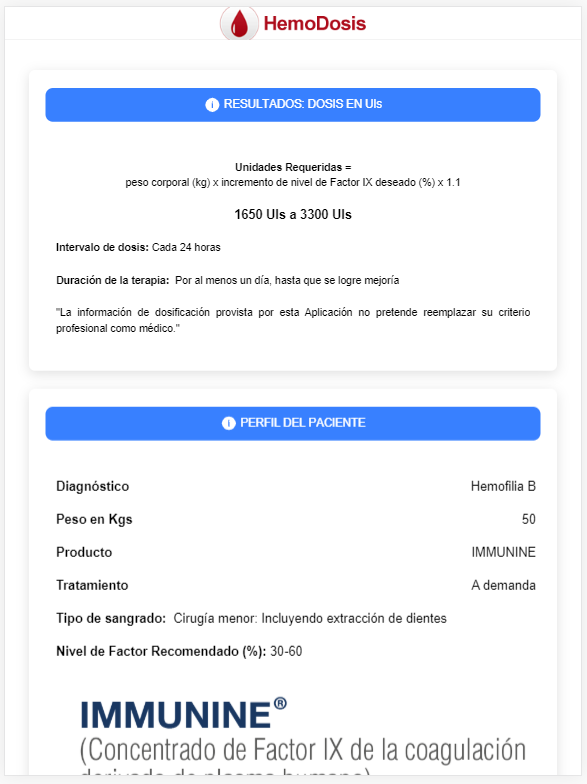 HemoDosis
RESULTADOS: DOSIS EN UIs
Unidades Requeridas =
peso corporal (kg) x incremento de nivel de Factor IX deseado (%) x 1.1
1650 UIs a 3300 UIs
Intervalo de dosis: Cada 24 horas
Duración de la terapia: Por al menos un día, hasta que se logre mejoría
"La información de dosificación provista por esta Aplicación no pretende reemplazar su criterio
profesional como médico."
PERFIL DEL PACIENTE
Diagnóstico Hemofilia B
Peso en Kgs 50
Producto IMMUNINE
Tratamiento A demanda
Tipo de sangrado: Cirugía menor: Incluyendo extracción de dientes
Nivel de Factor Recomendado (%): 30-60
IMMUNINE®
(Concentrado de Factor IX de la coagulación
derivado de plasma humano)